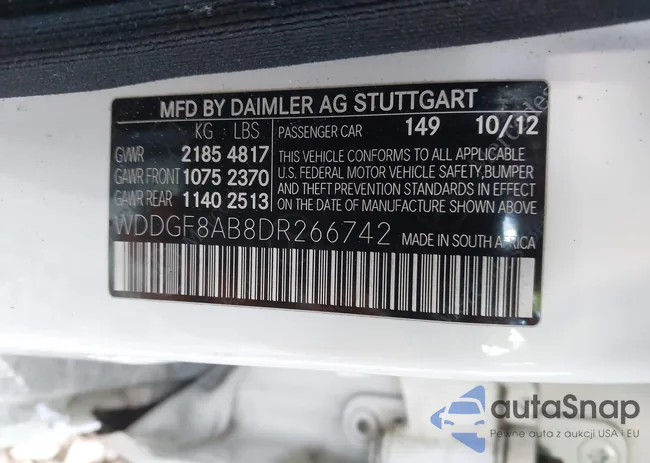 MFD BY DAIMLER AG STUTTGART
KG LBS PASSENGER CAR 149 10/12
GVWR 2185 4817
GAWR FRONT 1075 2370
GAWR REAR 1140 2513
THIS VEHICLE CONFORMS TO ALL APPLICABLE
U.S. FEDERAL MOTOR VEHICLE SAFETY, BUMPER
AND THEFT PREVENTION STANDARDS IN EFFECT
ON THE DATE OF MANUFACTURE SHOWN ABOVE
WDDGF8AB8DR266742 MADE IN SOUTH AFRICA
autoSnap
Pewne auta z aukcji USA i EU